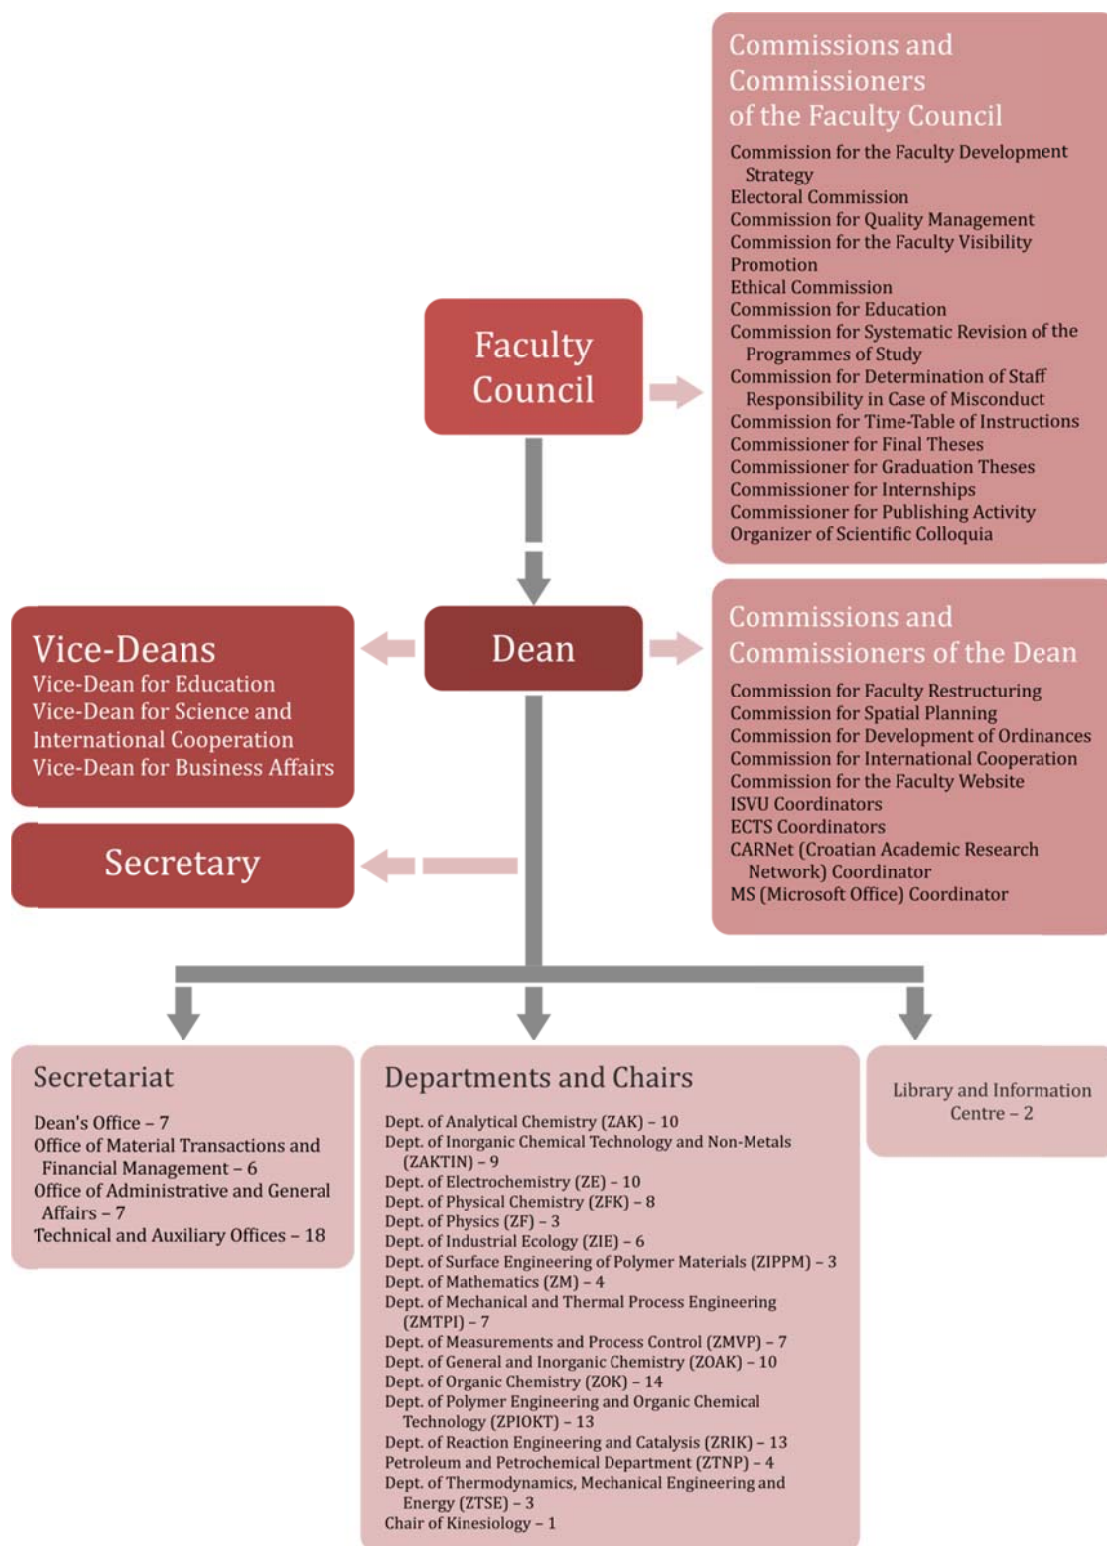 Commissions and
Commissioners
of the Faculty Council
Commission for the Faculty Development
Strategy
Electoral Commission
Commission for Quality Management
Commission for the Faculty Visibility
Promotion
Ethical Commission
Commission for Education
Commission for Systematic Revision of the
Programmes of Study
Commission for Determination of Staff
Responsibility in Case of Misconduct
Commission for Time-Table of Instructions
Commissioner for Final Theses
Commissioner for Graduation Theses
Commissioner for Internships
Commissioner for Publishing Activity
Organizer of Scientific Colloquia
Faculty
Council
Dean
Vice-Deans
Vice-Dean for Education
Vice-Dean for Science and
International Cooperation
Vice-Dean for Business Affairs
Secretary
Commissions and
Commissioners of the Dean
Commission for Faculty Restructuring
Commission for Spatial Planning
Commission for Development of Ordinances
Commission for International Cooperation
Commission for the Faculty Website
ISVU Coordinators
ECTS Coordinators
CARNet (Croatian Academic Research
Network) Coordinator
MS (Microsoft Office) Coordinator
Secretariat
Dean's Office – 7
Office of Material Transactions and
Financial Management – 6
Office of Administrative and General
Affairs – 7
Technical and Auxiliary Offices – 18
Departments and Chairs
Dept. of Analytical Chemistry (ZAK) – 10
Dept. of Inorganic Chemical Technology and Non-Metals
(ZAKTIN) – 9
Dept. of Electrochemistry (ZE) – 10
Dept. of Physical Chemistry (ZFK) – 8
Dept. of Physics (ZF) – 3
Dept. of Industrial Ecology (ZIE) – 6
Dept. of Surface Engineering of Polymer Materials (ZIPPM) – 3
Dept. of Mathematics (ZM) – 4
Dept. of Mechanical and Thermal Process Engineering
(ZMTPI) – 7
Dept. of Measurements and Process Control (ZMVP) – 7
Dept. of General and Inorganic Chemistry (ZOAK) – 10
Dept. of Organic Chemistry (ZOK) – 14
Dept. of Polymer Engineering and Organic Chemical
Technology (ZPIOKT) – 13
Dept. of Reaction Engineering and Catalysis (ZRIK) – 13
Petroleum and Petrochemical Department (ZTNP) – 4
Dept. of Thermodynamics, Mechanical Engineering and
Energy (ZTSE) – 3
Chair of Kinesiology – 1
Library and Information
Centre – 2